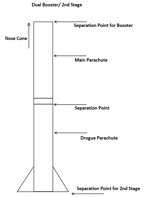 Dual Booster/ 2nd Stage
Separation Point for Booster
Nose Cone
Main Parachute
Separation Point
Drogue Parachute
Separation Point for 2nd Stage